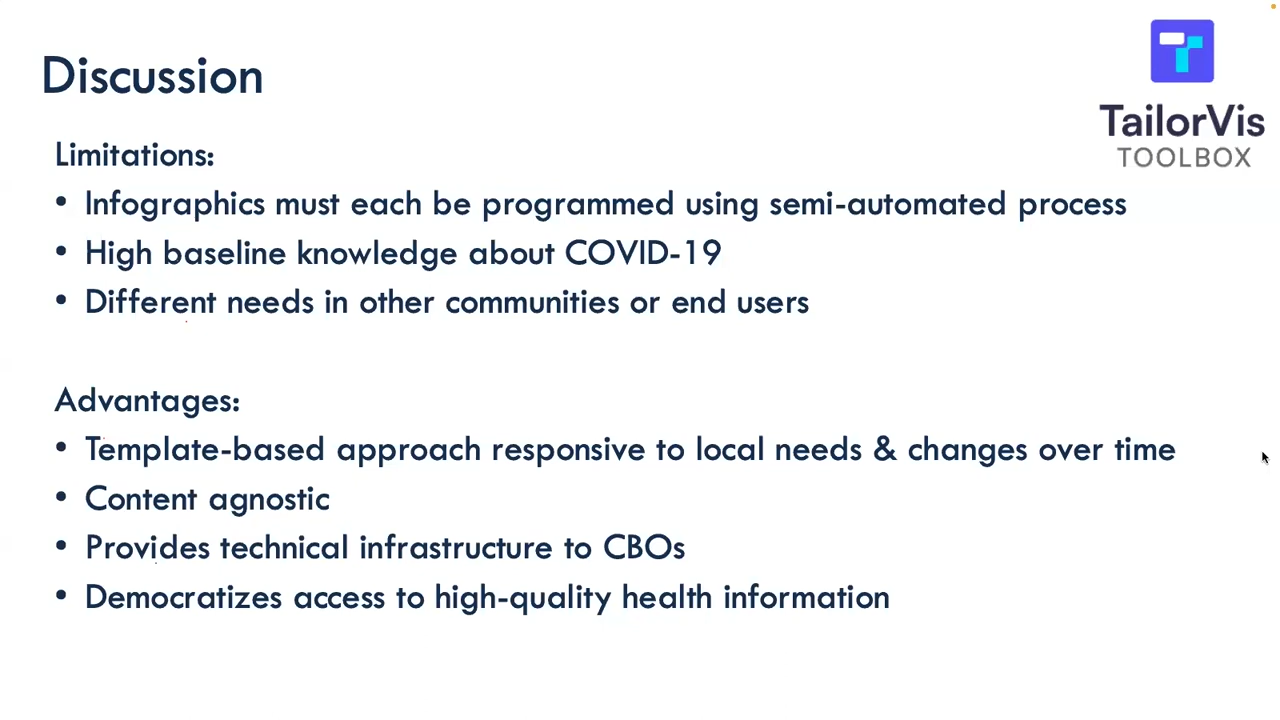 Discussion
TailorVis
TOOLBOX
Limitations:
• Infographics must each be programmed using semi-automated process
• High baseline knowledge about COVID-19
• Different needs in other communities or end users
Advantages:
• Template-based approach responsive to local needs & changes over time
• Content agnostic
• Provides technical infrastructure to CBOs
• Democratizes access to high-quality health information